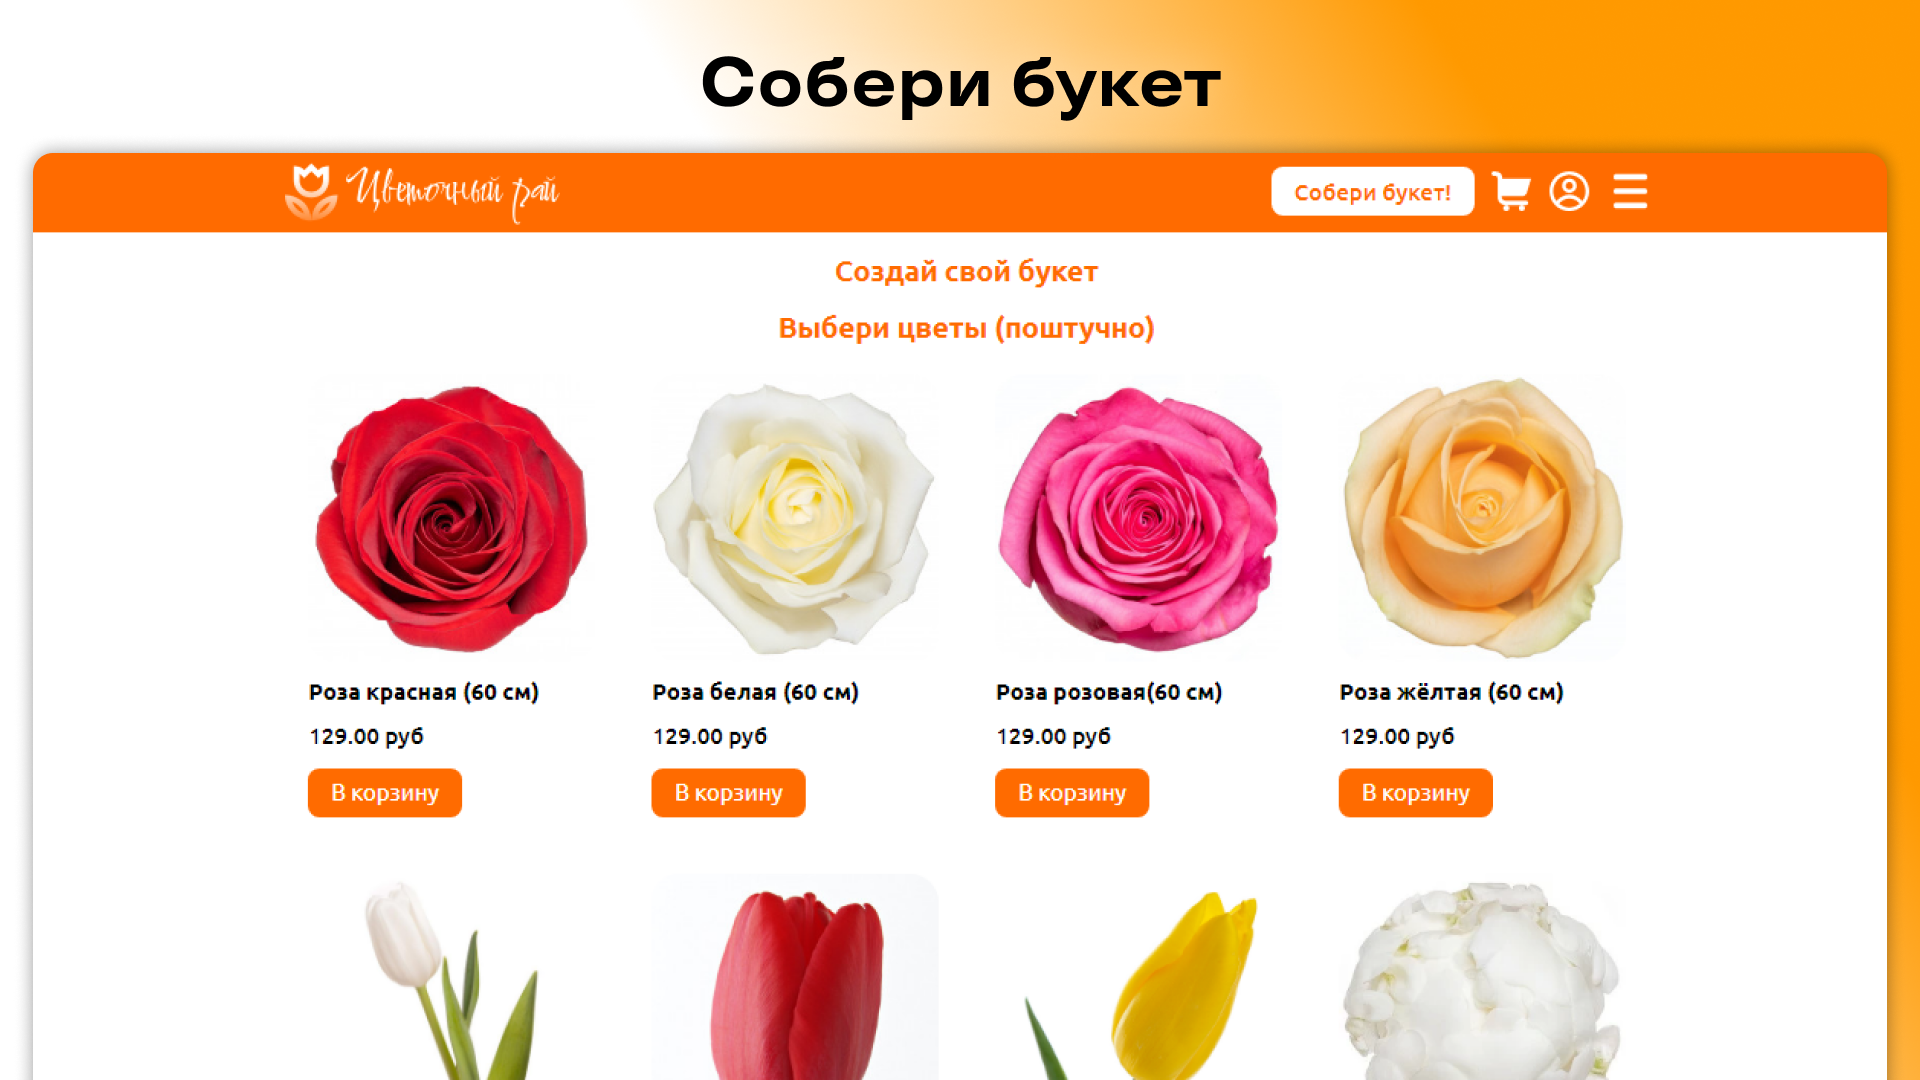 Собери букет
Цветочный рай
Собери букет!
Создай свой букет
Выбери цветы (поштучно)
Роза красная (60 см)
129.00 руб
В корзину
Роза белая (60 см)
129.00 руб
В корзину
Роза розовая(60 см)
129.00 руб
В корзину
Роза жёлтая (60 см)
129.00 руб
В корзину